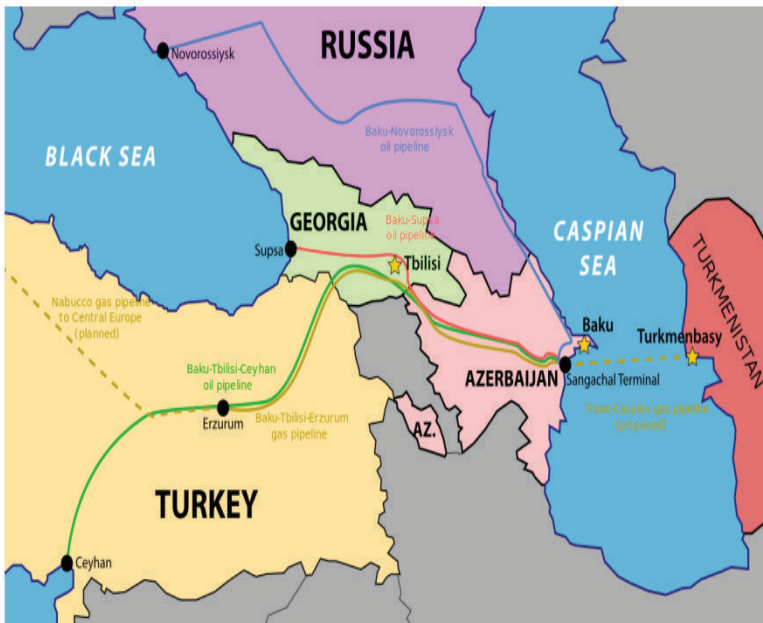 RUSSIA
Novorossiysk
Baku-Novorossiysk
oil pipeline
BLACK SEA
GEORGIA
Baku-Supsa
oil pipeline
Supsa
Tbilisi
CASPIAN
SEA
TURKMENISTAN
Nabucco gas pipeline
to Central Europe
(planned)
Baku
Turkmenbasy
Baku-Tbilisi-Ceyhan
oil pipeline
AZERBAIJAN
Sangachal Terminal
Erzurum
Baku-Tbilisi-Erzurum
gas pipeline
Trans-Caspian gas pipeline
(proposed)
AZ.
TURKEY
Ceyhan